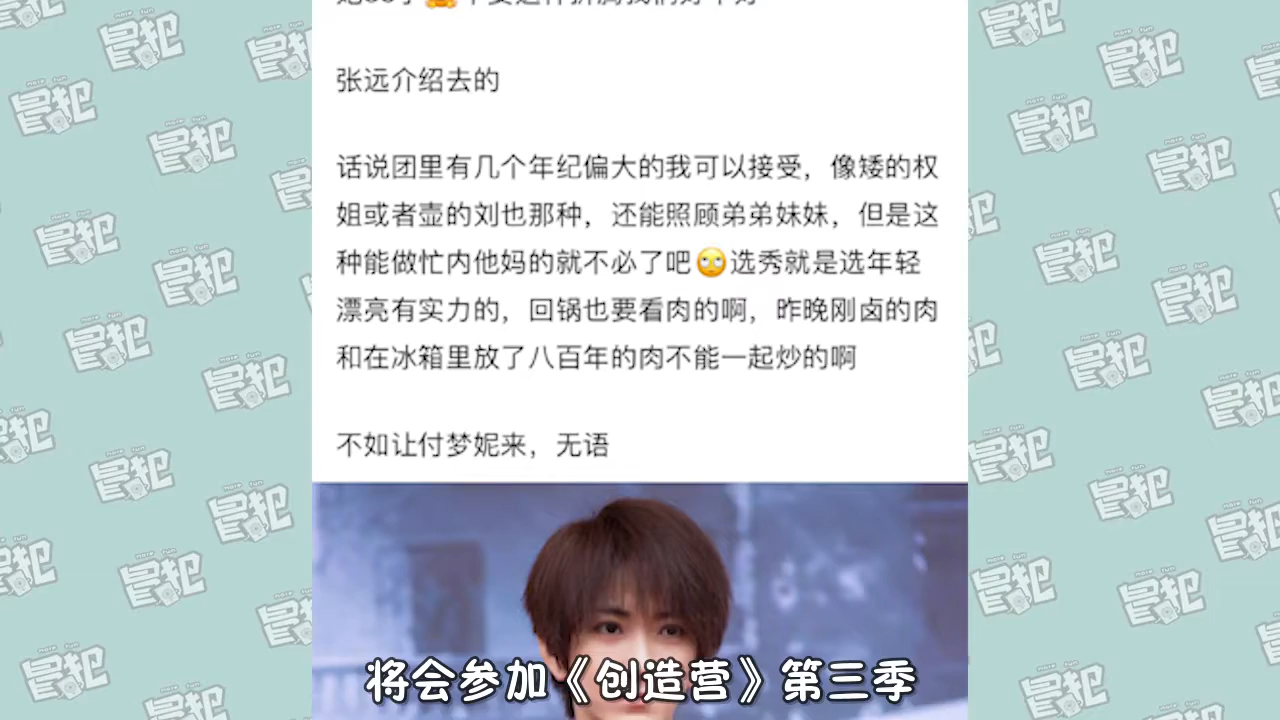 张远介绍去的
话说团里有几个年纪偏大的我可以接受，像矮的权
姐或者壶的刘也那种，还能照顾弟弟妹妹，但是这
种能做忙内他妈的就不必了吧🙄选秀就是选年轻
漂亮有实力的，回锅也要看肉的啊，昨晚刚卤的肉
和在冰箱里放了八百年的肉不能一起炒的啊
不如让付梦妮来，无语
将会参加《创造营》第三季